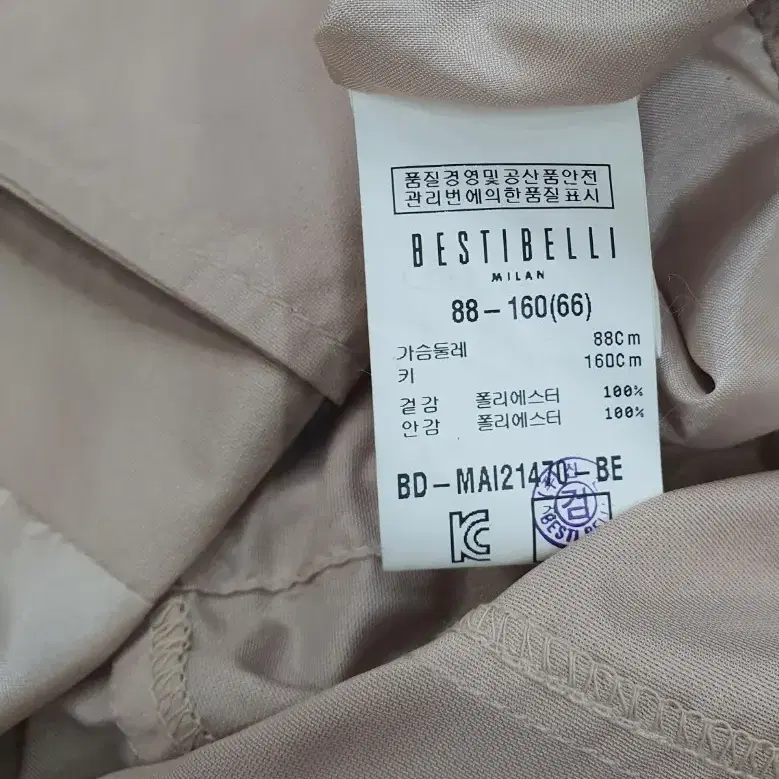 품질경영및공산품안전
관리번에의한품질표시
BESTIBELLI
MILAN
88-160(66)
가슴둘레 88Cm
키 160Cm
겉감 폴리에스터 100%
안감 폴리에스터 100%
BD-MAI21470-BE
검
BESTI BE